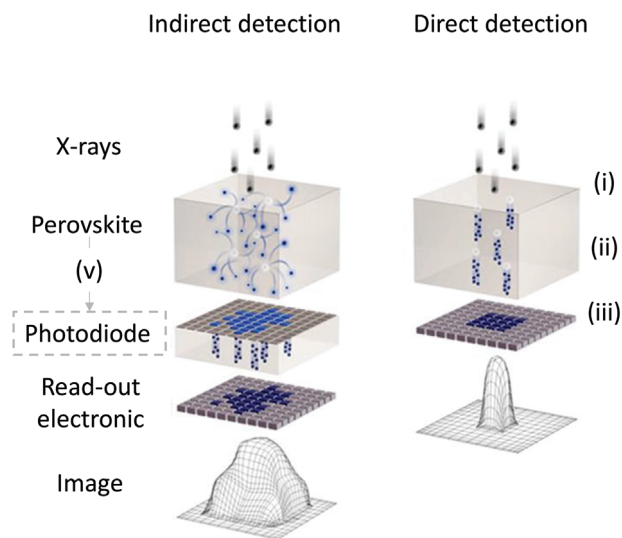 Indirect detection
Direct detection
X-rays
(i)
Perovskite
(ii)
(v)
(iii)
Photodiode
Read-out
electronic
Image